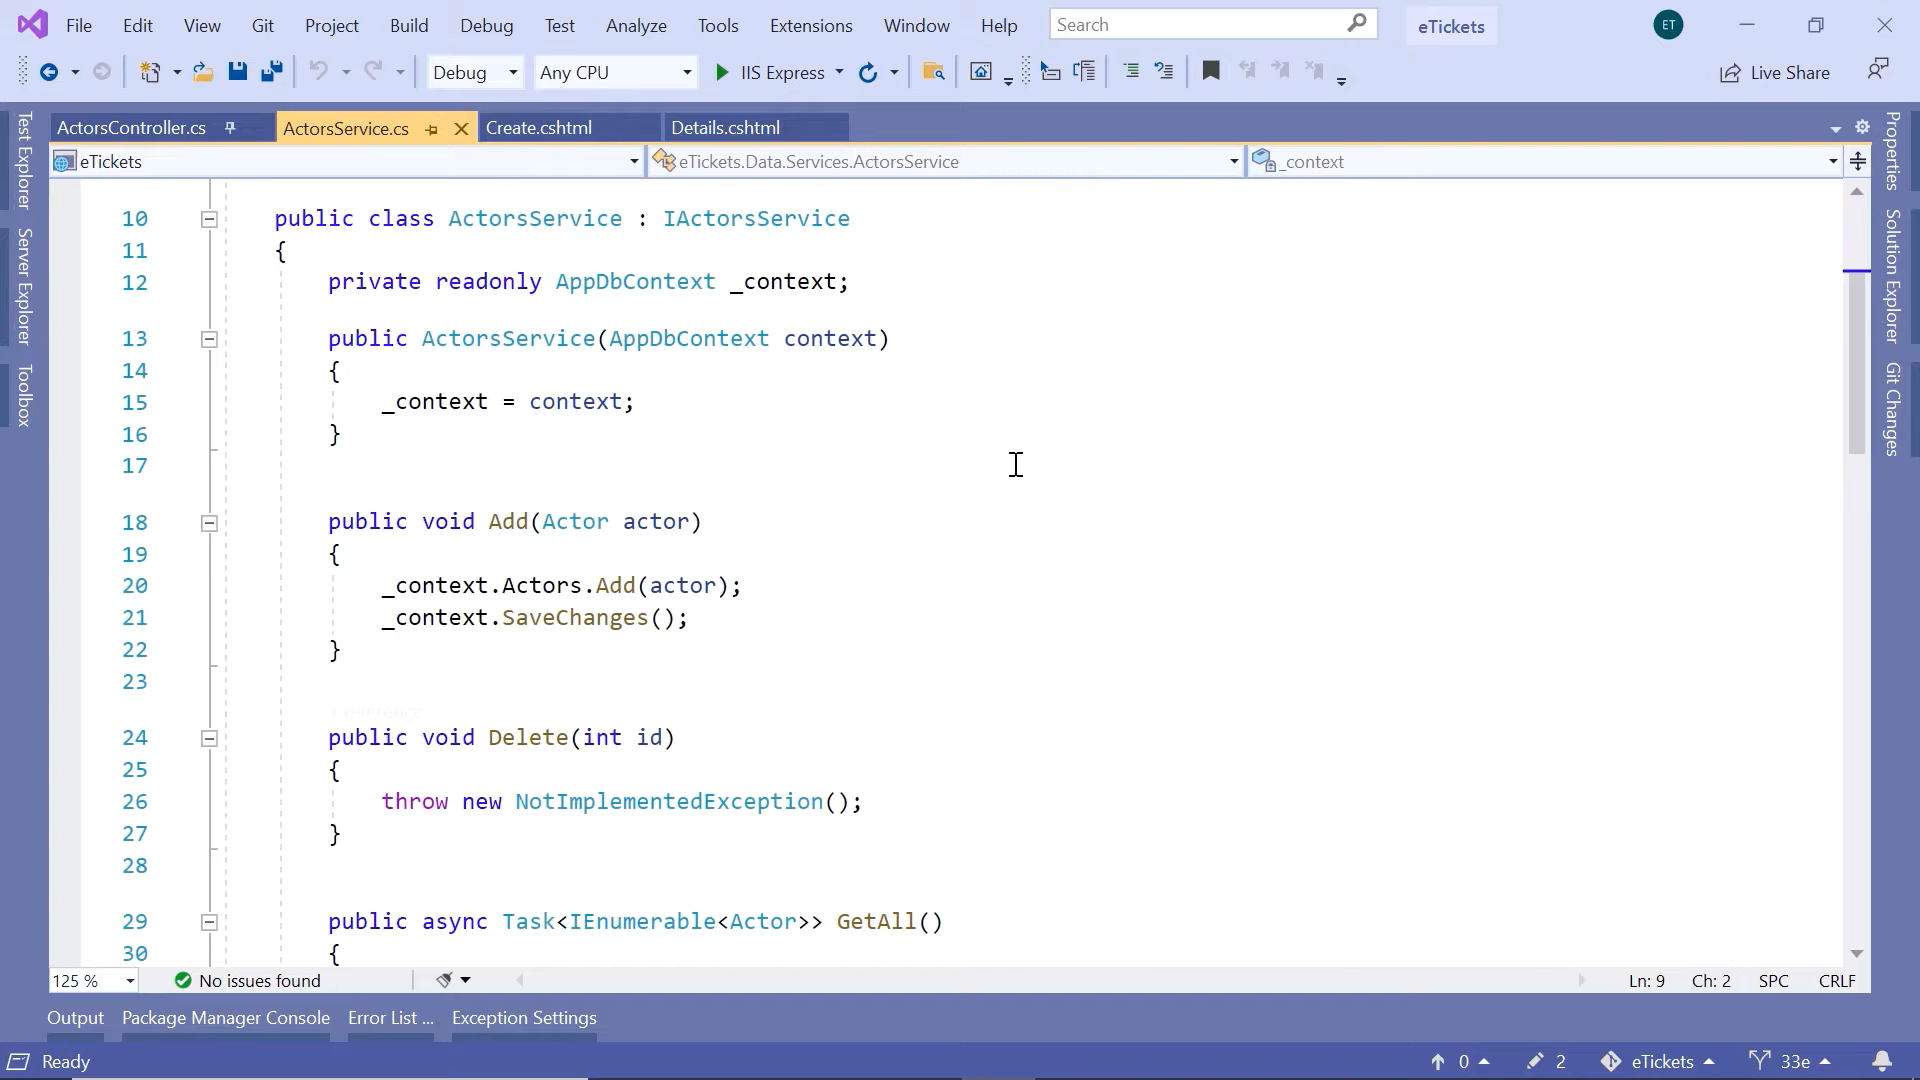 File Edit View Git Project Build Debug Test Analyze Tools Extensions Window Help Search eTickets ET
Debug Any CPU IIS Express Live Share
ActorsController.cs ActorsService.cs Create.cshtml Details.cshtml
eTickets eTickets.Data.Services.ActorsService _context
Test Explorer
Server Explorer
Toolbox
10 public class ActorsService : IActorsService
11 {
12 private readonly AppDbContext _context;
13 public ActorsService(AppDbContext context)
14 {
15 _context = context;
16 }
17
18 public void Add(Actor actor)
19 {
20 _context.Actors.Add(actor);
21 _context.SaveChanges();
22 }
23
24 public void Delete(int id)
25 {
26 throw new NotImplementedException();
27 }
28
29 public async Task<IEnumerable<Actor>> GetAll()
30 {
Properties
Solution Explorer
Git Changes
125 % No issues found Ln: 9 Ch: 2 SPC CRLF
Output Package Manager Console Error List ... Exception Settings
Ready 0 2 eTickets 33e